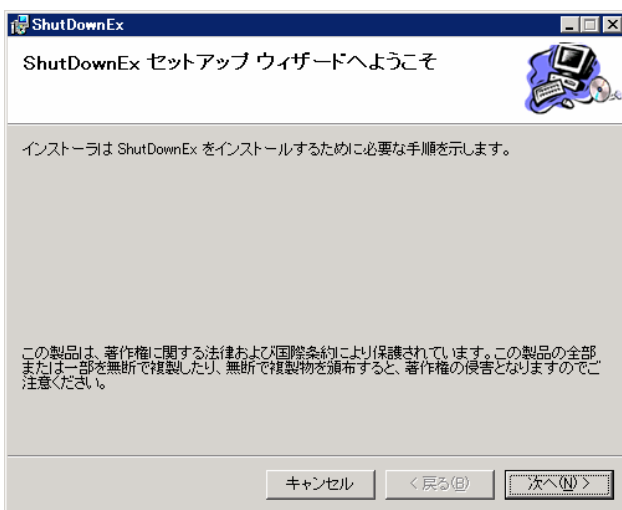 ShutDownEx
ShutDownEx セットアップ ウィザードへようこそ
インストーラは ShutDownEx をインストールするために必要な手順を示します。
この製品は、著作権に関する法律および国際条約により保護されています。この製品の全部
または一部を無断で複製したり、無断で複製物を頒布すると、著作権の侵害となりますのでご
注意ください。
キャンセル
< 戻る(B)
次へ(N) >